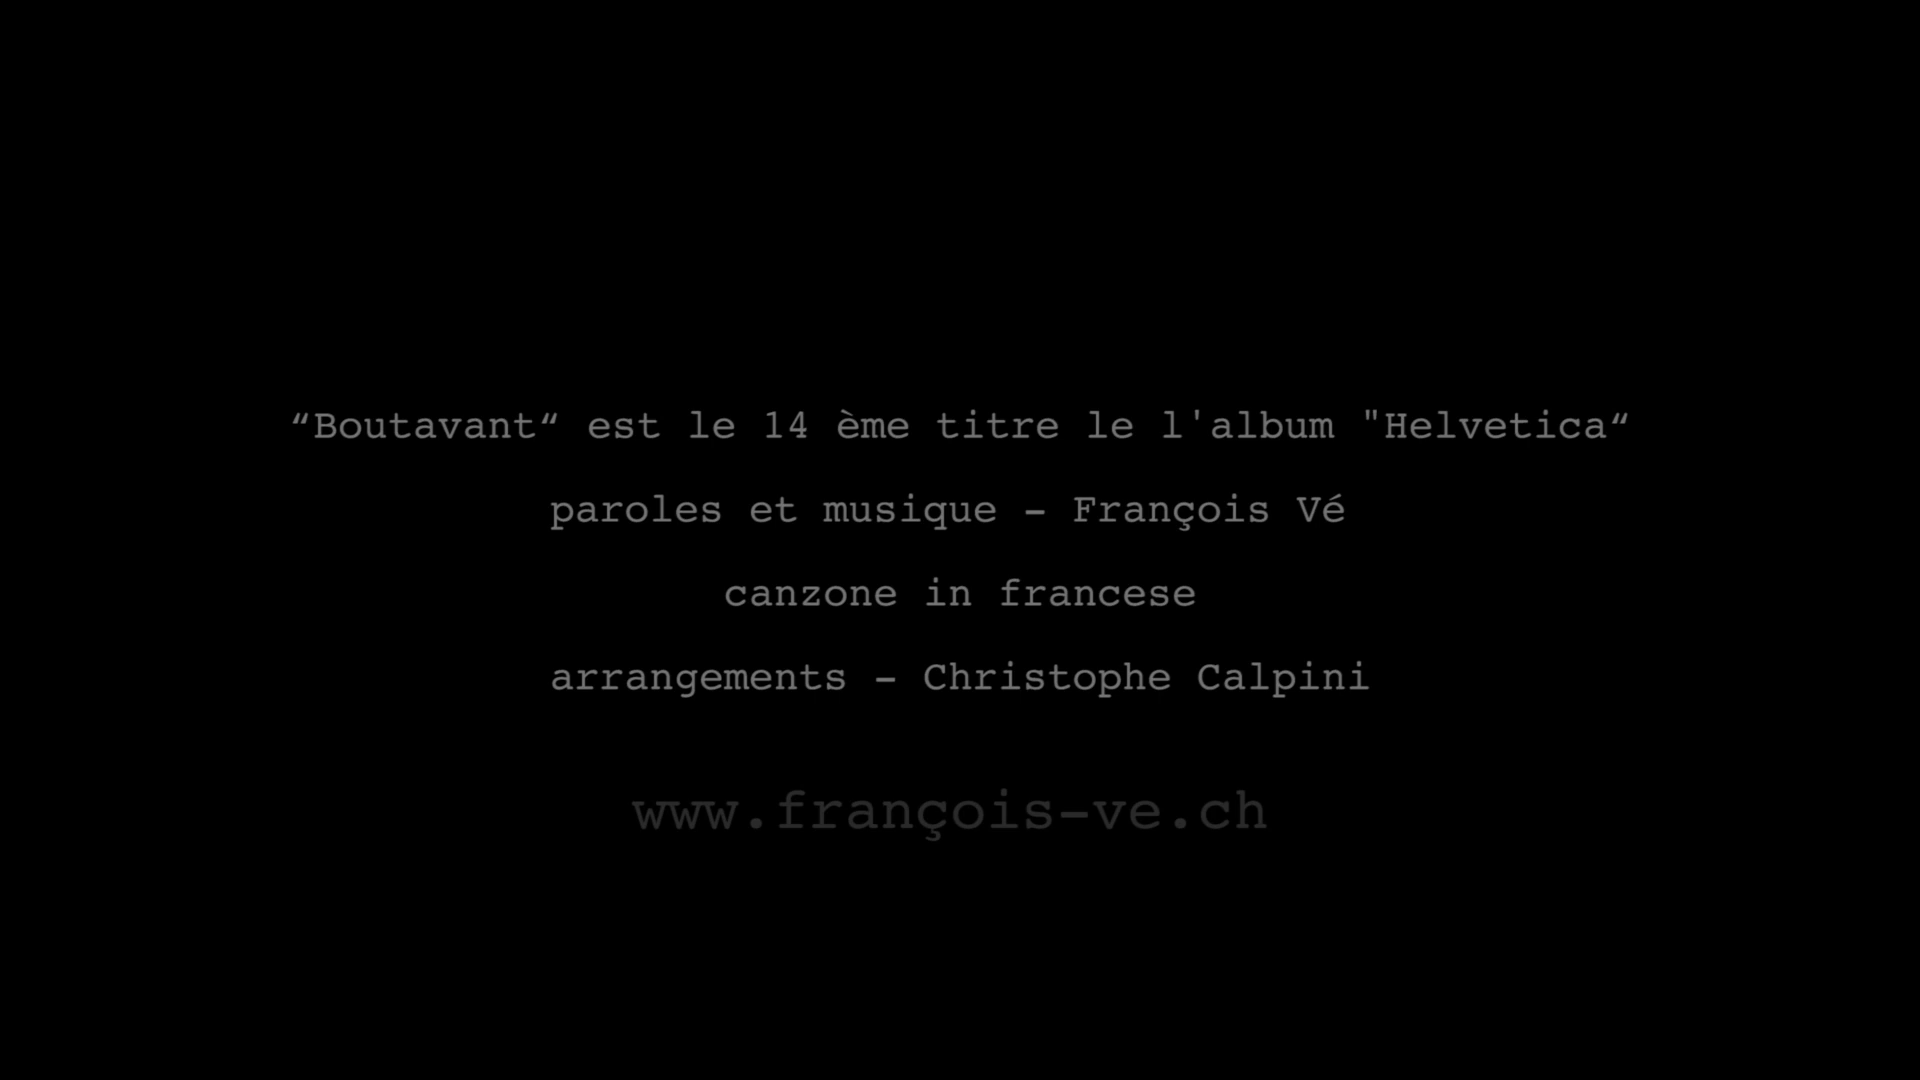 “Boutavant“ est le 14 ème titre le l'album "Helvetica“
paroles et musique - François Vé
canzone in francese
arrangements - Christophe Calpini
www.françois-ve.ch